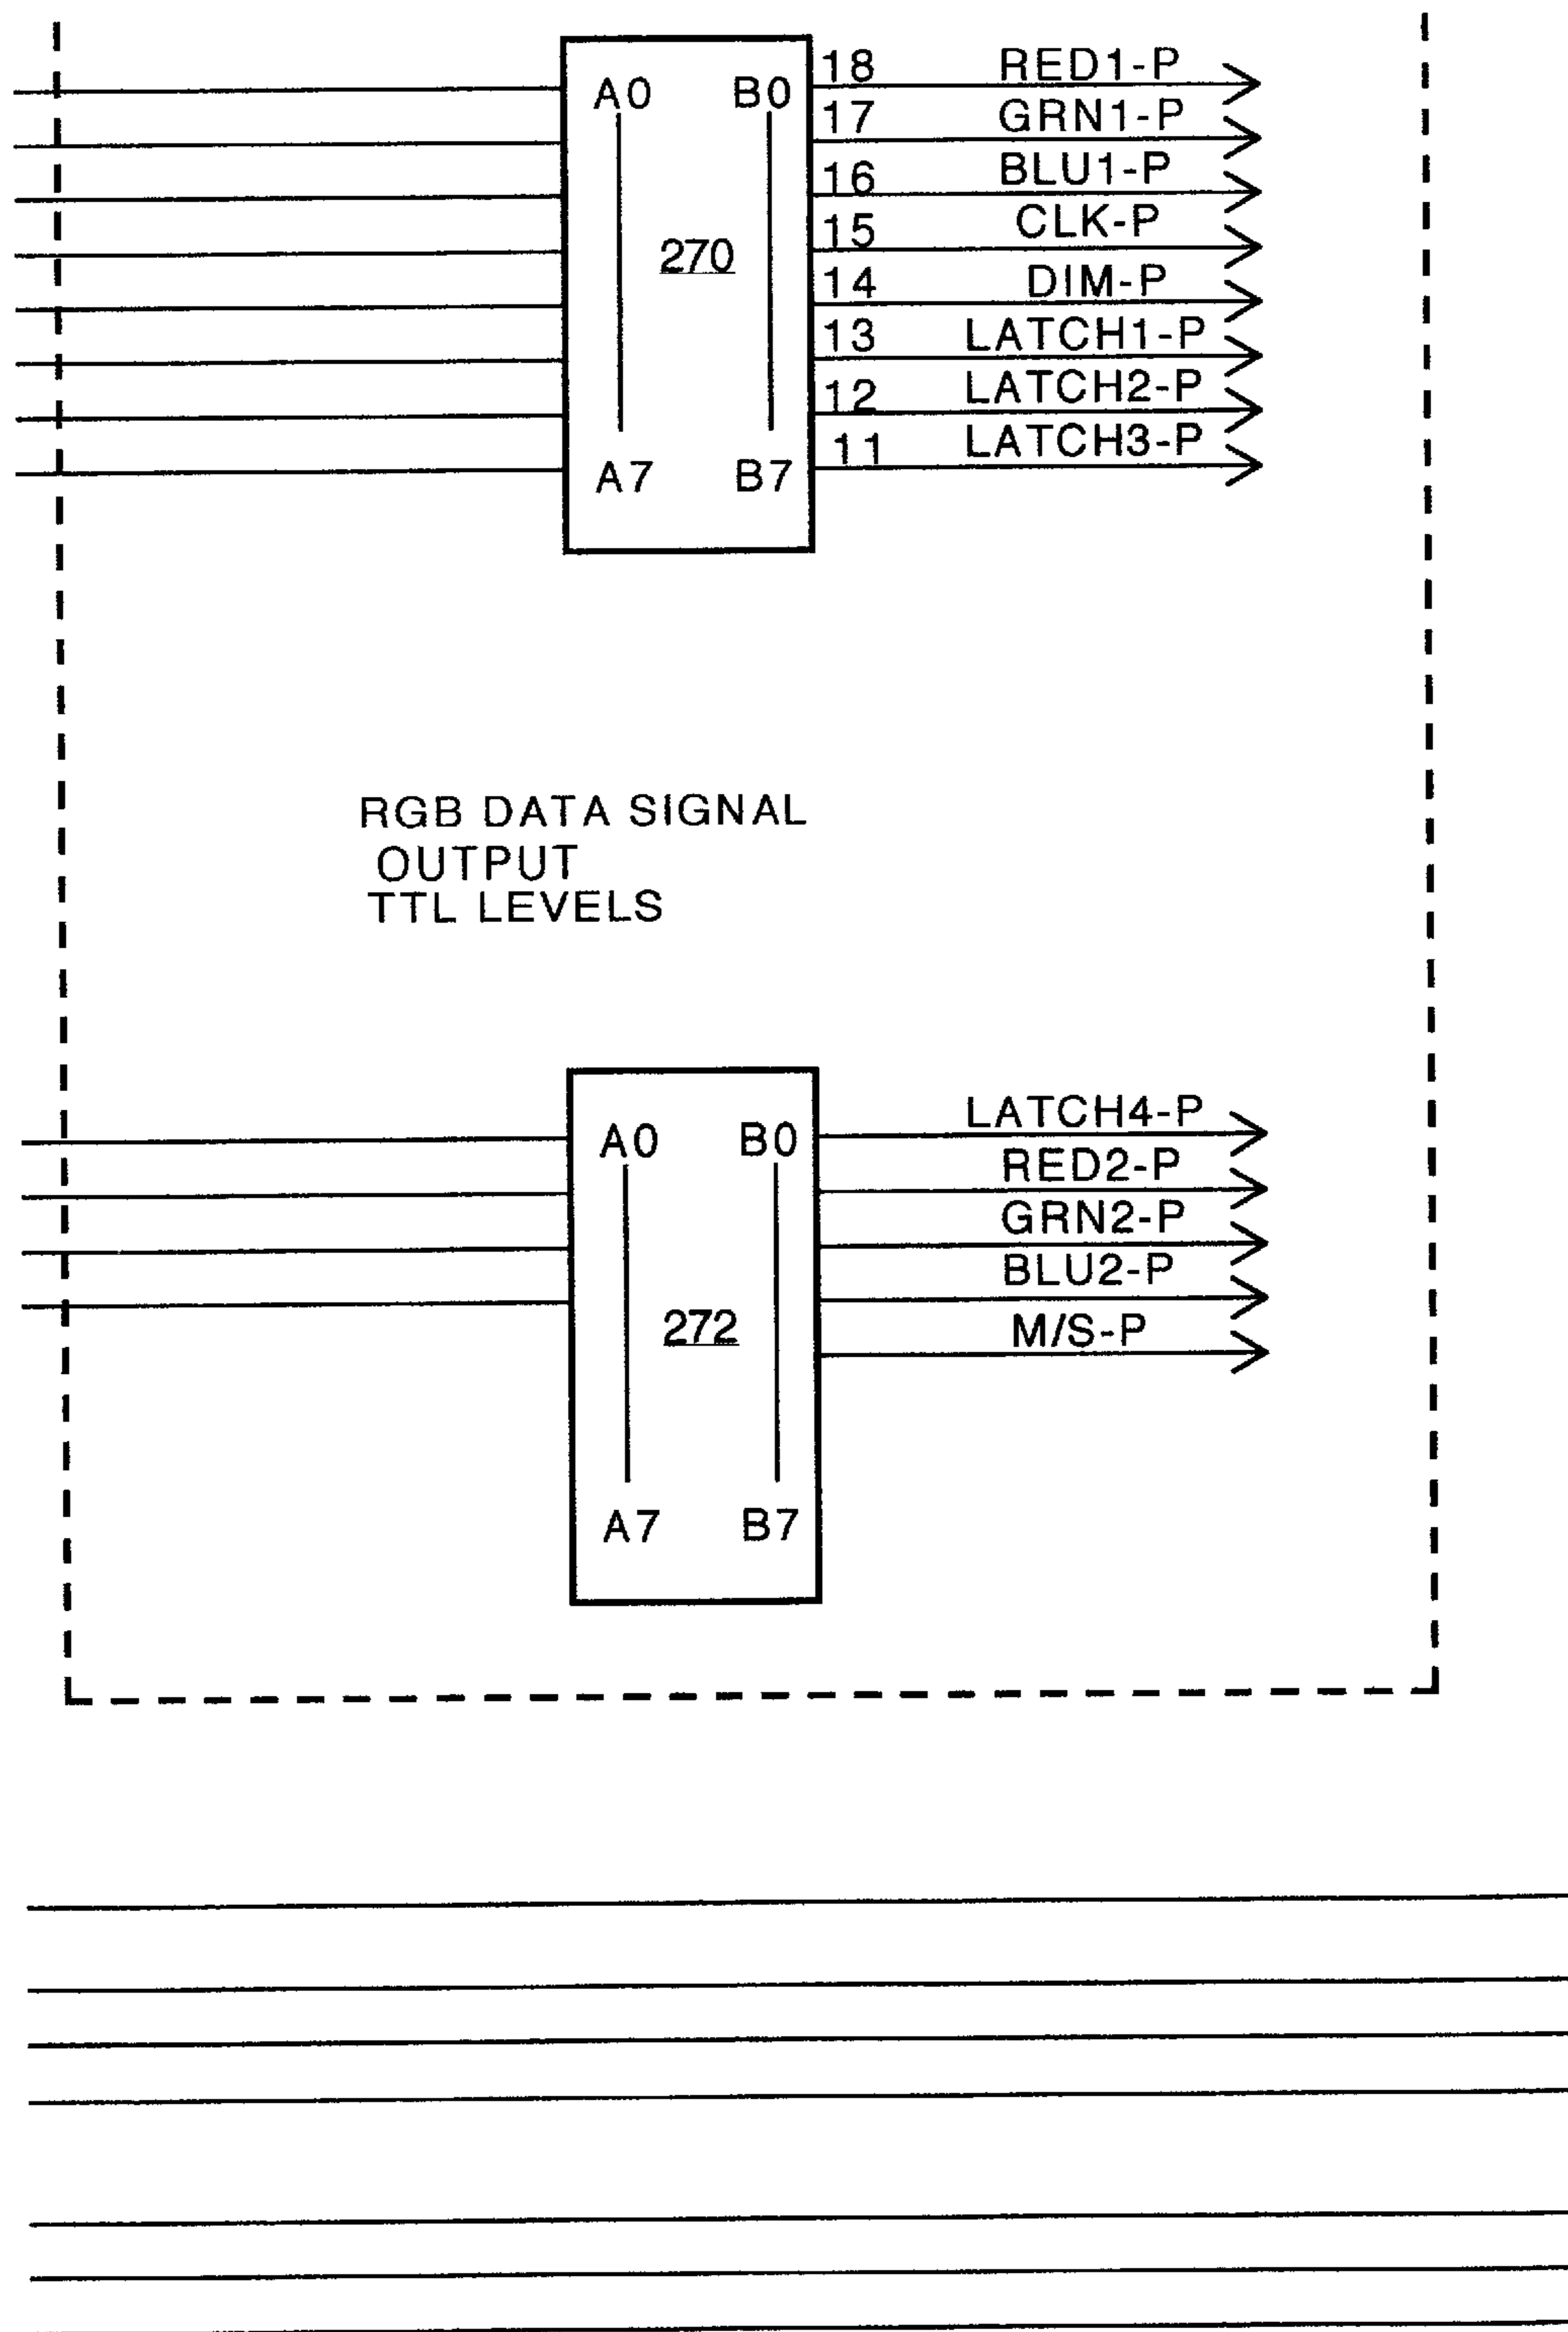 A0 B0 18 RED1-P
17 GRN1-P
16 BLU1-P
270 15 CLK-P
14 DIM-P
13 LATCH1-P
12 LATCH2-P
A7 B7 11 LATCH3-P
RGB DATA SIGNAL
OUTPUT
TTL LEVELS
A0 B0 LATCH4-P
RED2-P
GRN2-P
BLU2-P
272 M/S-P
A7 B7